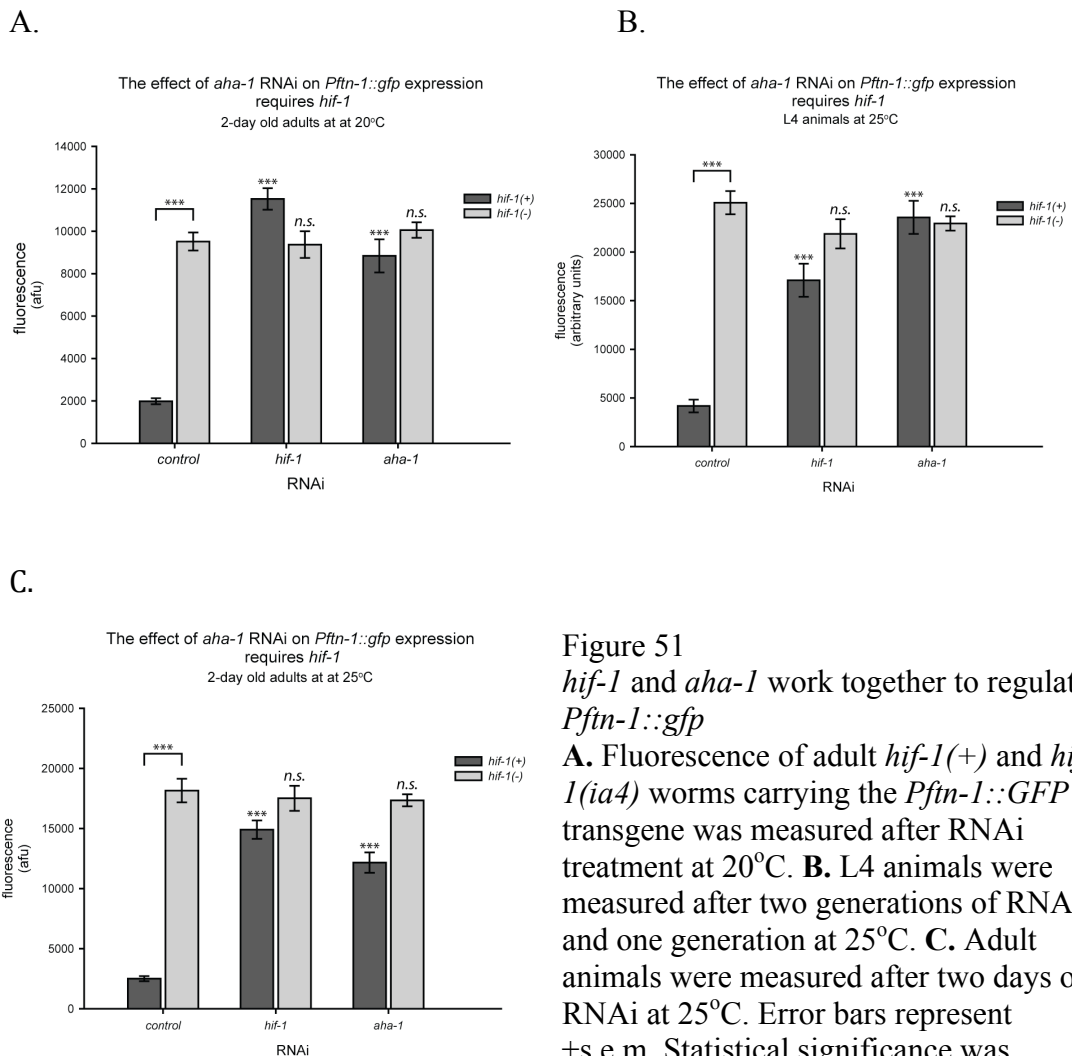 A.
B.
The effect of aha-1 RNAi on Pftn-1::gfp expression
requires hif-1
2-day old adults at at 20°C
14000
12000
10000
8000
6000
4000
2000
0
fluorescence
(afu)
***
***
n.s.
***
n.s.
hif-1(+)
hif-1(-)
control
hif-1
aha-1
RNAi
The effect of aha-1 RNAi on Pftn-1::gfp expression
requires hif-1
L4 animals at 25°C
30000
25000
20000
15000
10000
5000
0
fluorescence
(arbitrary units)
***
***
n.s.
***
n.s.
hif-1(+)
hif-1(-)
control
hif-1
aha-1
RNAi
C.
The effect of aha-1 RNAi on Pftn-1::gfp expression
requires hif-1
2-day old adults at at 25°C
25000
20000
15000
10000
5000
0
fluorescence
(afu)
***
***
n.s.
***
n.s.
hif-1(+)
hif-1(-)
control
hif-1
aha-1
RNAi
Figure 51
hif-1 and aha-1 work together to regulat
Pftn-1::gfp
A. Fluorescence of adult hif-1(+) and hi
1(ia4) worms carrying the Pftn-1::GFP
transgene was measured after RNAi
treatment at 20°C. B. L4 animals were
measured after two generations of RNA
and one generation at 25°C. C. Adult
animals were measured after two days o
RNAi at 25°C. Error bars represent
±s.e.m. Statistical significance was